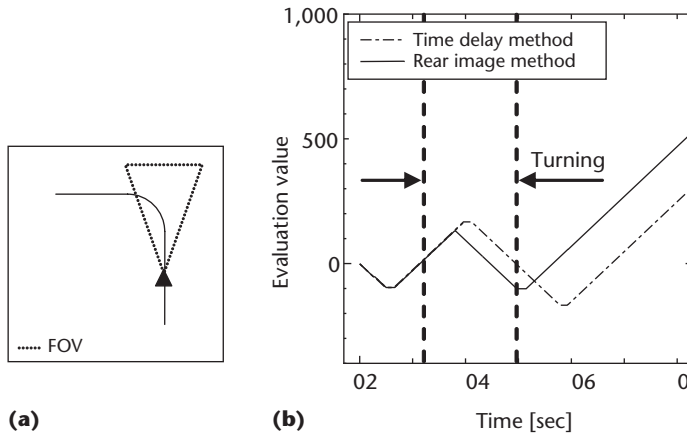 FOV
(a)
1,000
500
0
Evaluation value
Time delay method
Rear image method
Turning
02 04 06 0
Time [sec]
(b)